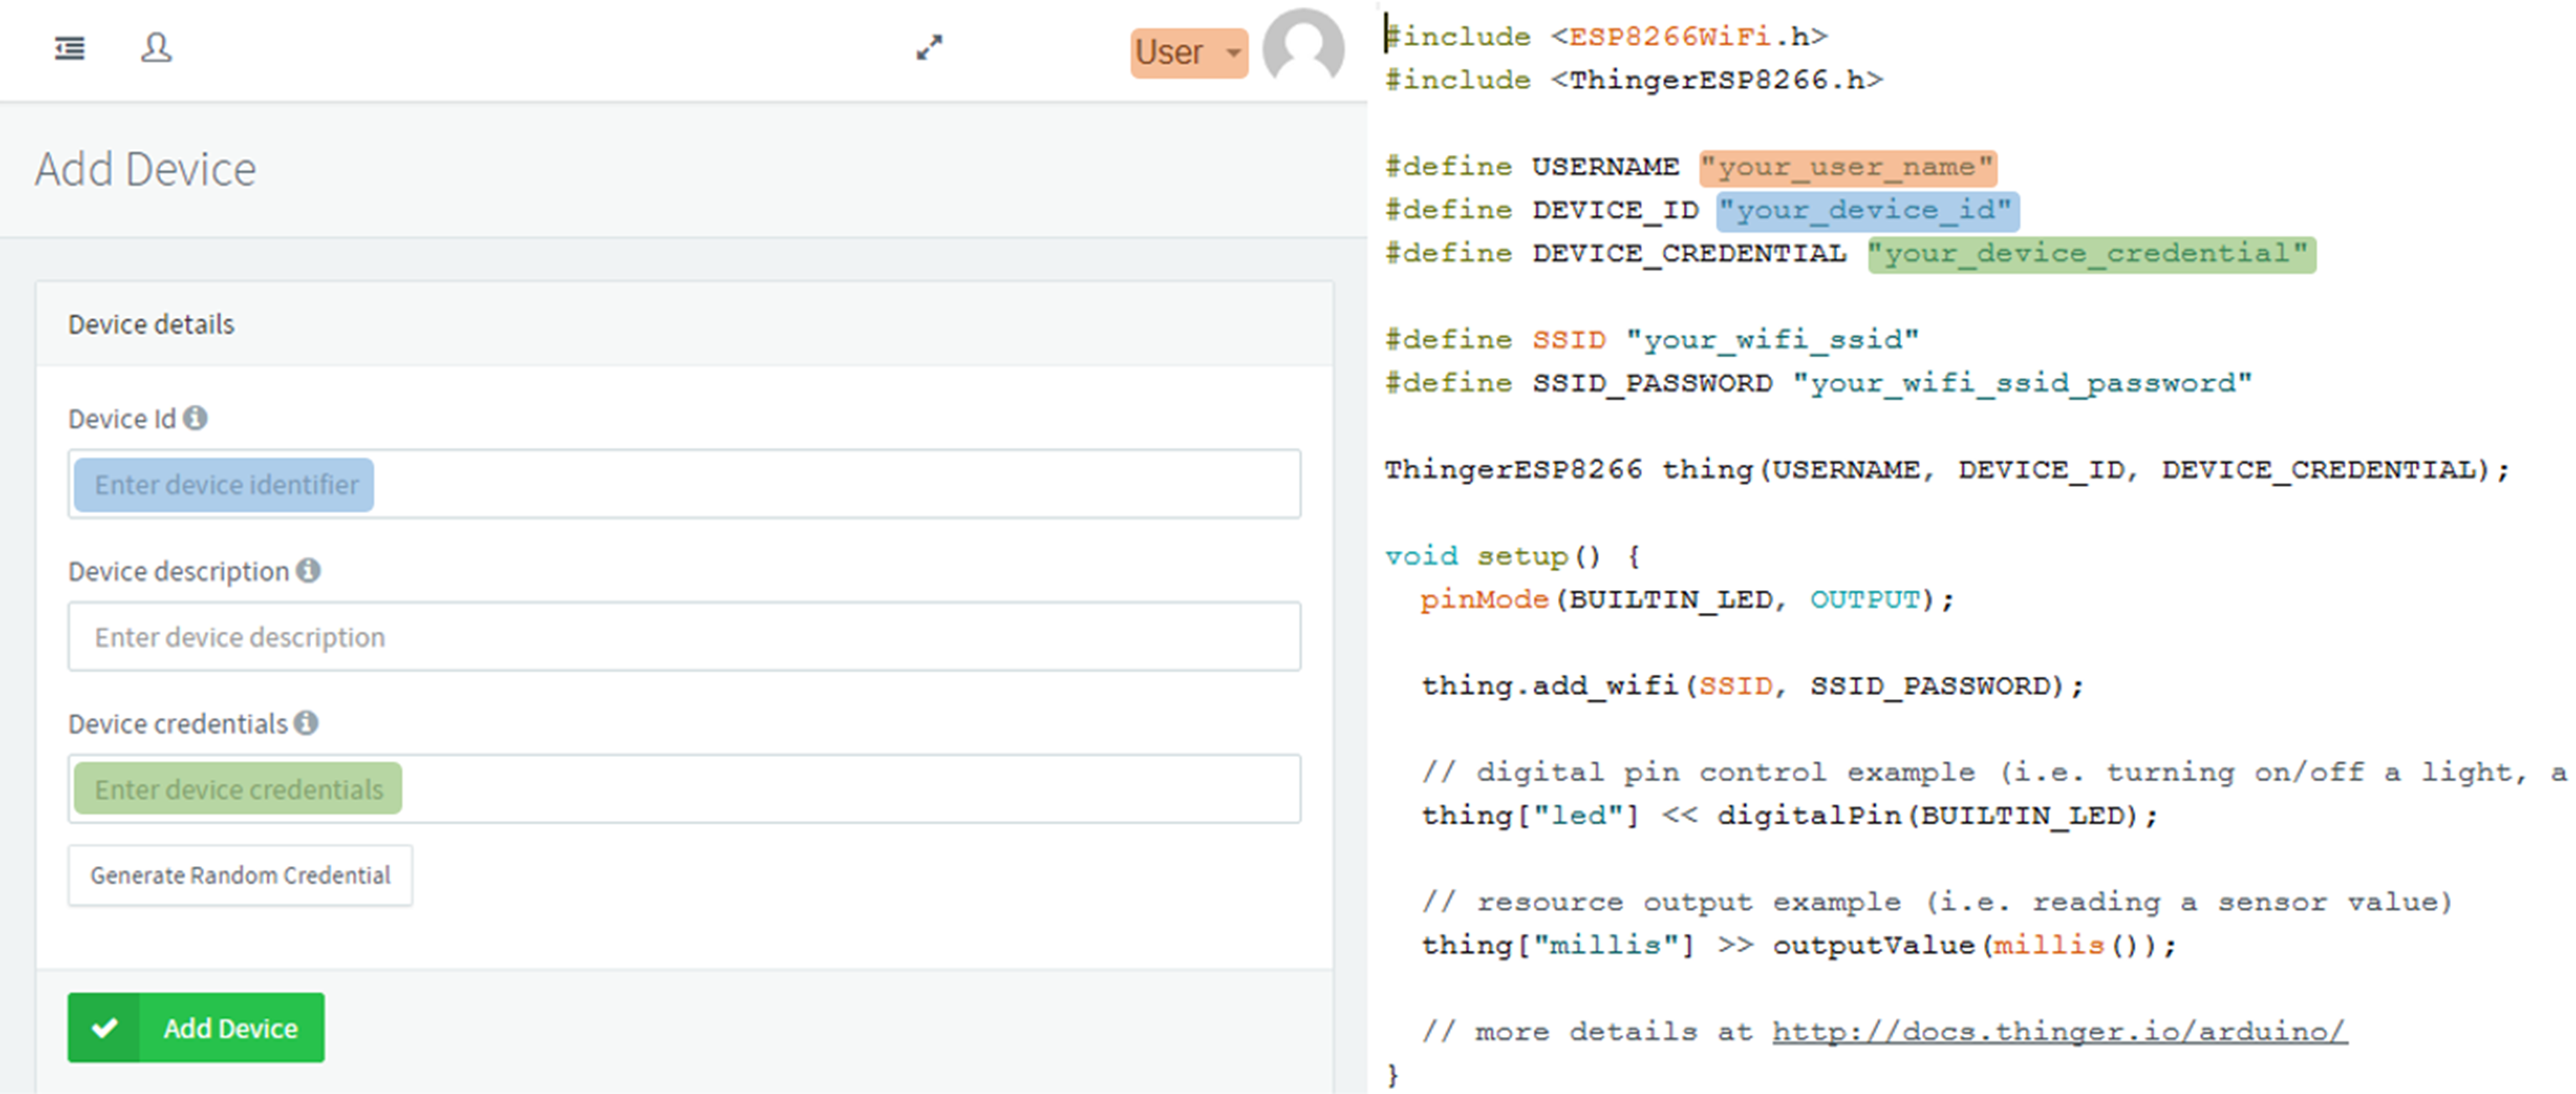 User
Add Device
Device details
Device Id
Enter device identifier
Device description
Enter device description
Device credentials
Enter device credentials
Generate Random Credential
Add Device
#include <ESP8266WiFi.h>
#include <ThingerESP8266.h>
#define USERNAME "your_user_name"
#define DEVICE_ID "your_device_id"
#define DEVICE_CREDENTIAL "your_device_credential"
#define SSID "your_wifi_ssid"
#define SSID_PASSWORD "your_wifi_ssid_password"
ThingerESP8266 thing(USERNAME, DEVICE_ID, DEVICE_CREDENTIAL);
void setup() {
pinMode(BUILTIN_LED, OUTPUT);
thing.add_wifi(SSID, SSID_PASSWORD);
// digital pin control example (i.e. turning on/off a light, a
thing["led"] << digitalPin(BUILTIN_LED);
// resource output example (i.e. reading a sensor value)
thing["millis"] >> outputValue(millis());
// more details at http://docs.thinger.io/arduino/
}